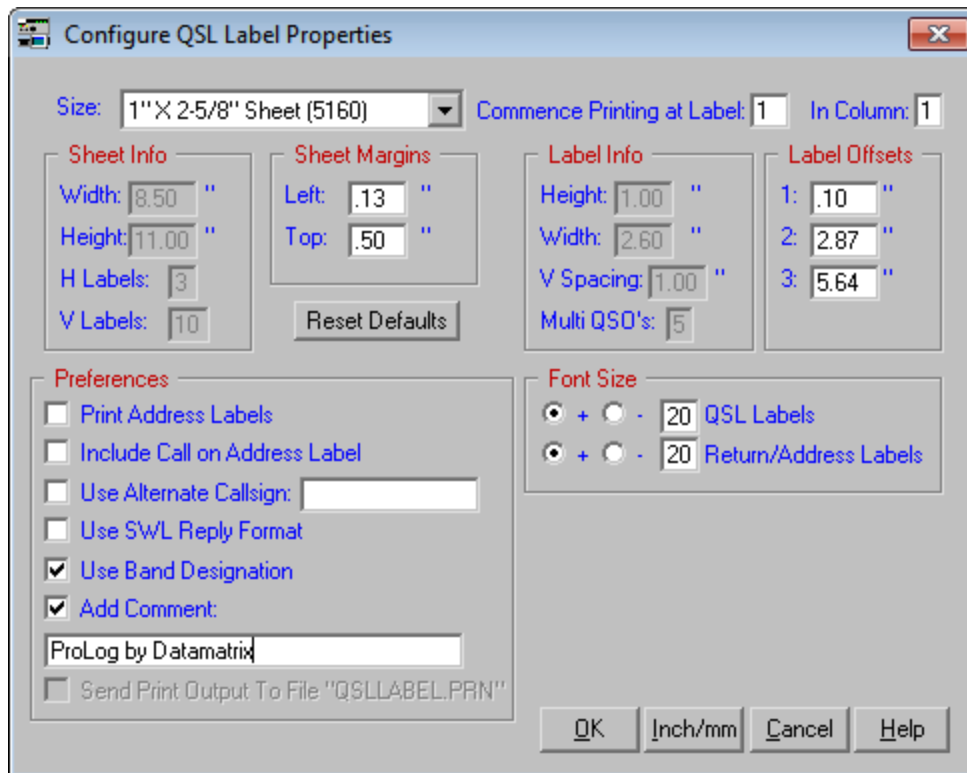 Configure QSL Label Properties
Size: 1" X 2-5/8" Sheet (5160) Commence Printing at Label: 1 In Column: 1
Sheet Info
Width: 8.50 "
Height: 11.00 "
H Labels: 3
V Labels: 10
Sheet Margins
Left: .13 "
Top: .50 "
Reset Defaults
Label Info
Height: 1.00 "
Width: 2.60 "
V Spacing: 1.00 "
Multi QSO's: 5
Label Offsets
1: .10 "
2: 2.87 "
3: 5.64 "
Preferences
Print Address Labels
Include Call on Address Label
Use Alternate Callsign:
Use SWL Reply Format
Use Band Designation
Add Comment:
ProLog by Datamatrix
Send Print Output To File "QSLLABEL.PRN"
Font Size
+ - 20 QSL Labels
+ - 20 Return/Address Labels
OK Inch/mm Cancel Help